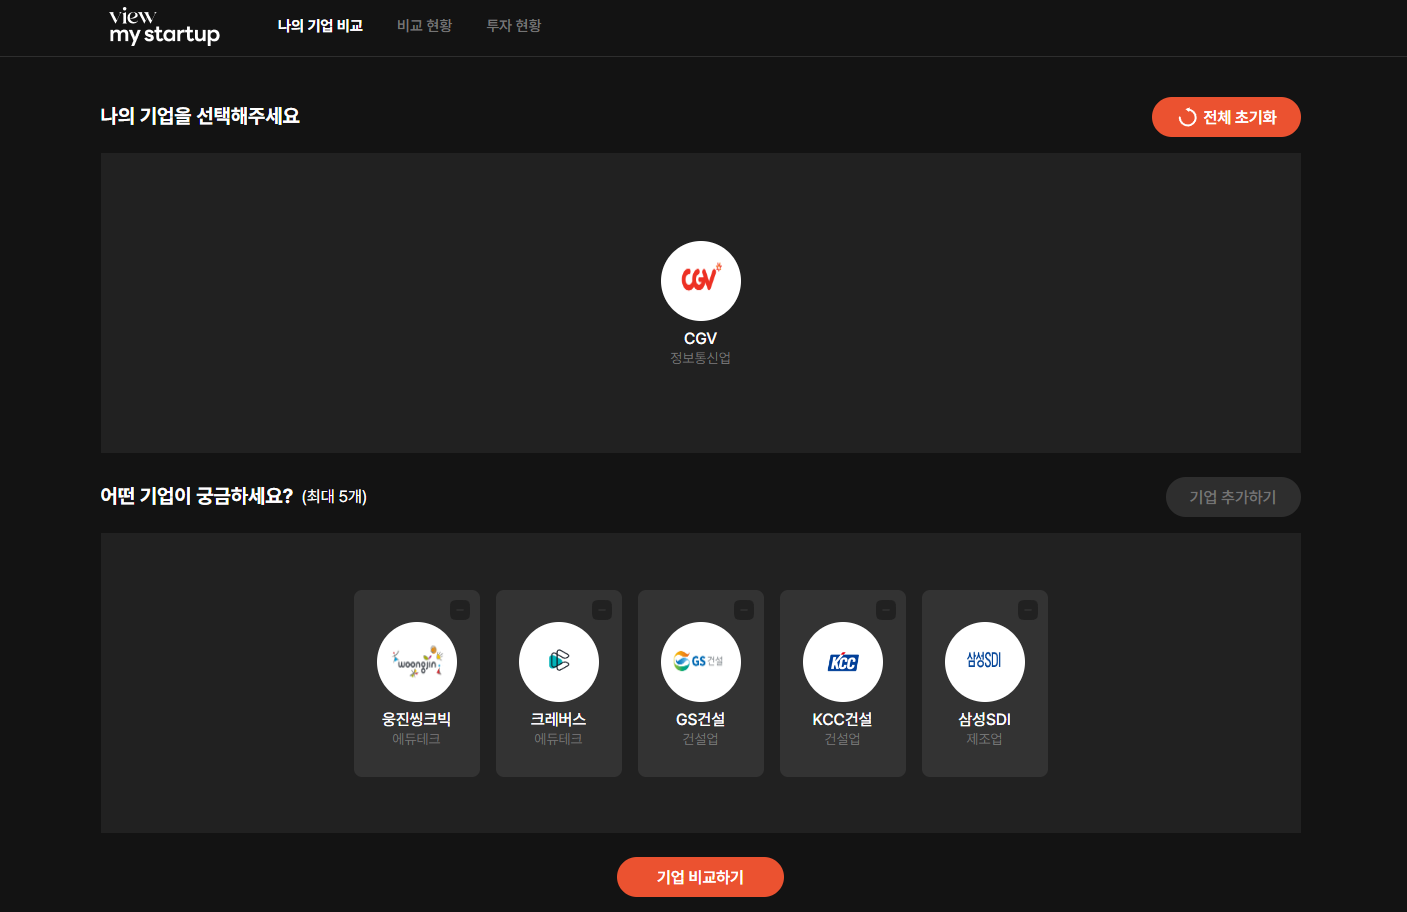 view
my startup
나의 기업 비교
비교 현황
투자 현황
나의 기업을 선택해주세요
전체 초기화
CGV
CGV
정보통신업
어떤 기업이 궁금하세요? (최대 5개)
기업 추가하기
woongjin
웅진씽크빅
에듀테크
크레버스
에듀테크
GS건설
GS건설
건설업
KCC
KCC건설
건설업
삼성SDI
삼성SDI
제조업
기업 비교하기